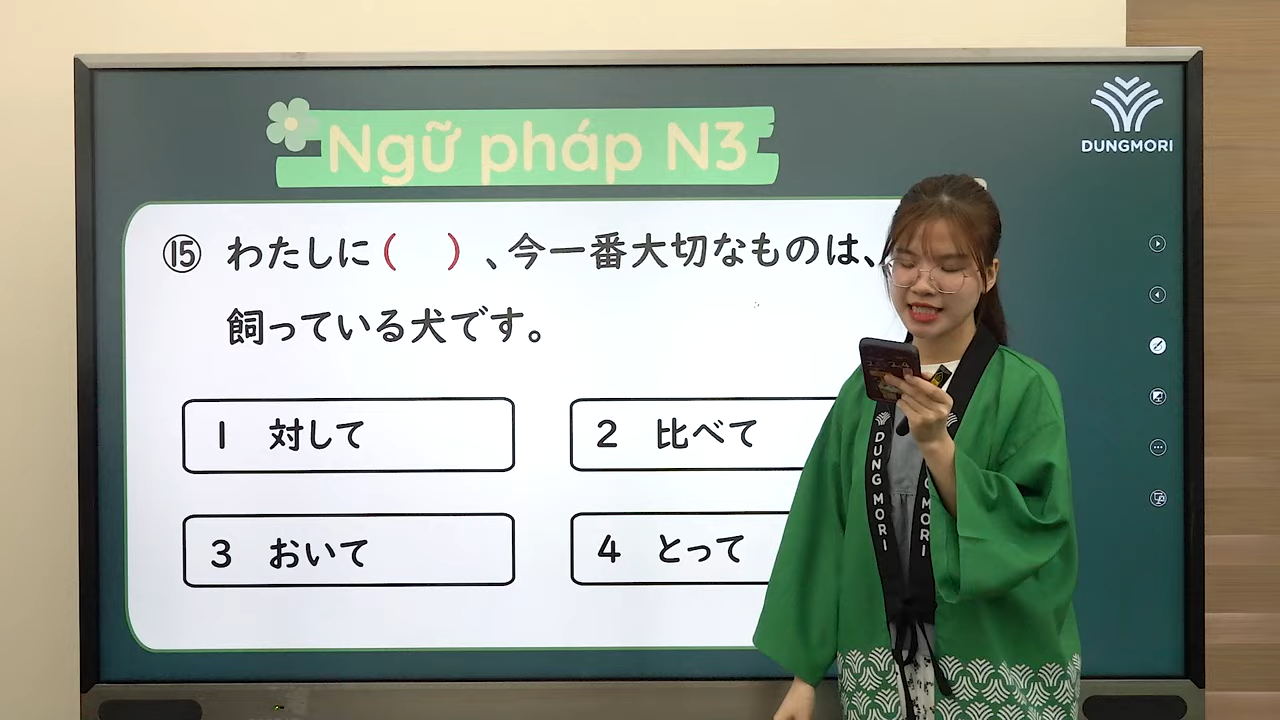 Ngữ pháp N3
DUNGMORI
⑮ わたしに( )、今一番大切なものは、
飼っている犬です。
1 対して
2 比べて
3 おいて
4 とって
DUNG MORI
MORI